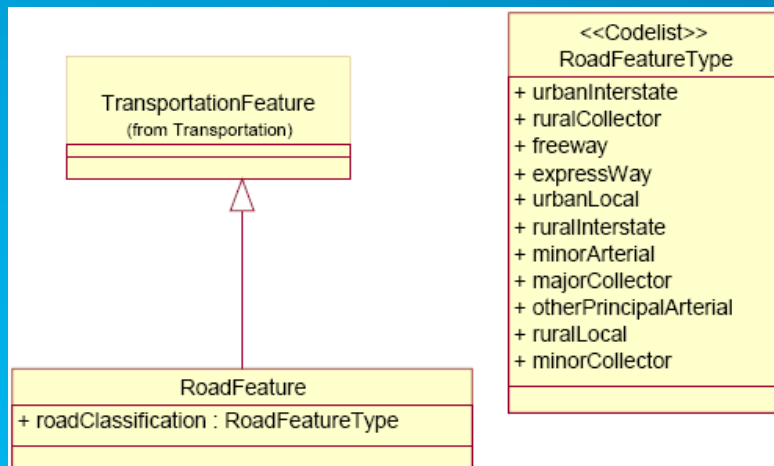 TransportationFeature
(from Transportation)
RoadFeature
+ roadClassification : RoadFeatureType
<<Codelist>>
RoadFeatureType
+ urbanInterstate
+ ruralCollector
+ freeway
+ expressWay
+ urbanLocal
+ ruralInterstate
+ minorArterial
+ majorCollector
+ otherPrincipalArterial
+ ruralLocal
+ minorCollector